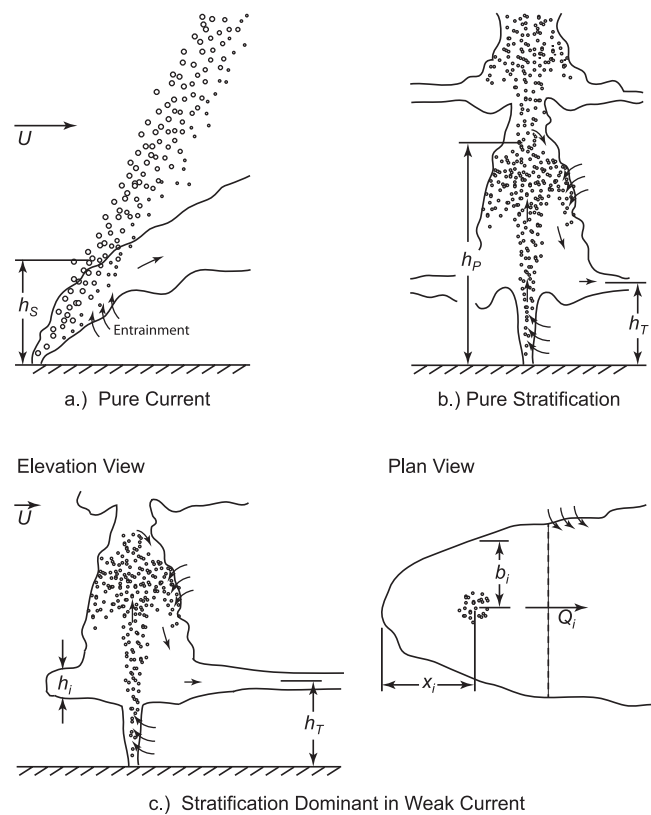 U
h_S
Entrainment
a.) Pure Current
h_P
h_T
b.) Pure Stratification
Elevation View
U
h_i
h_T
Plan View
b_i
Q_i
x_i
c.) Stratification Dominant in Weak Current